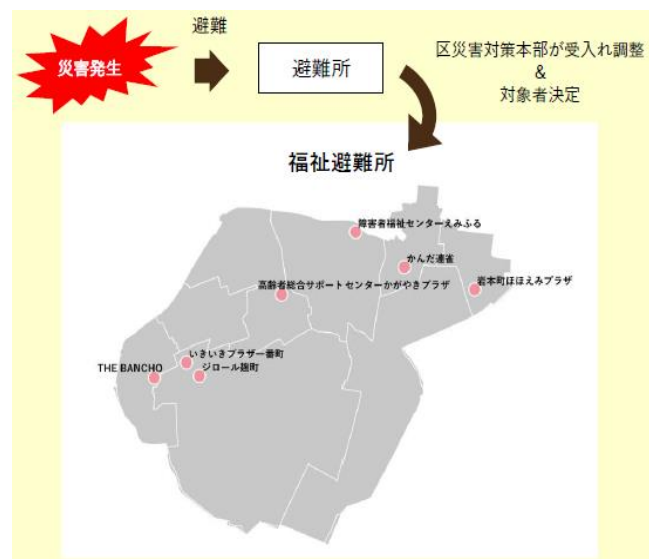 避難
災害発生
避難所
区災害対策本部が受入れ調整
&
対象者決定
福祉避難所
障害者福祉センターえみふる
かんだ連雀
高齢者総合サポートセンターかがやきプラザ
岩本町ほほえみプラザ
いきいきプラザ一番町
THE BANCHO
ジロール麹町